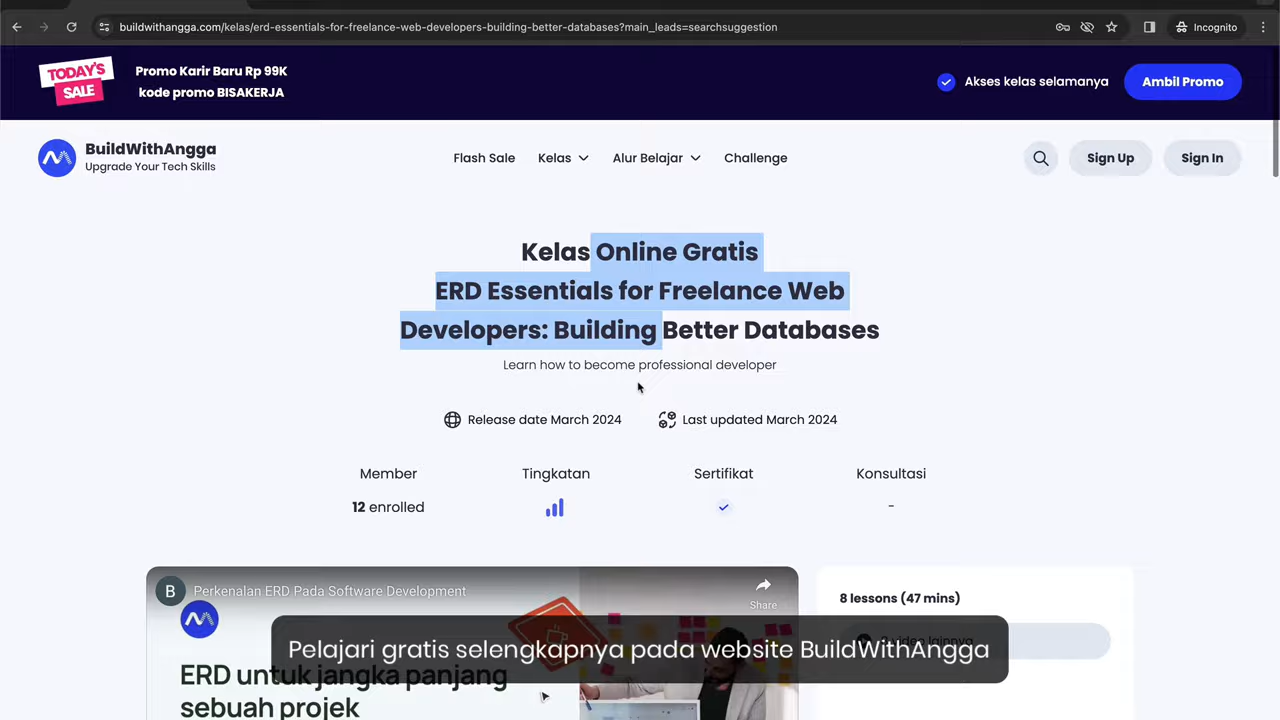 buildwithangga.com/kelas/erd-essentials-for-freelance-web-developers-building-better-databases?main_leads=searchsuggestion
Incognito
TODAY'S
SALE
Promo Karir Baru Rp 99K
kode promo BISAKERJA
Akses kelas selamanya
Ambil Promo
BuildWithAngga
Upgrade Your Tech Skills
Flash Sale
Kelas
Alur Belajar
Challenge
Sign Up
Sign In
Kelas Online Gratis
ERD Essentials for Freelance Web
Developers: Building Better Databases
Learn how to become professional developer
Release date March 2024
Last updated March 2024
Member
Tingkatan
Sertifikat
Konsultasi
12 enrolled
-
B
Perkenalan ERD Pada Software Development
Share
8 lessons (47 mins)
video lainnya
Pelajari gratis selengkapnya pada website BuildWithAngga
ERD untuk jangka panjang
sebuah projek